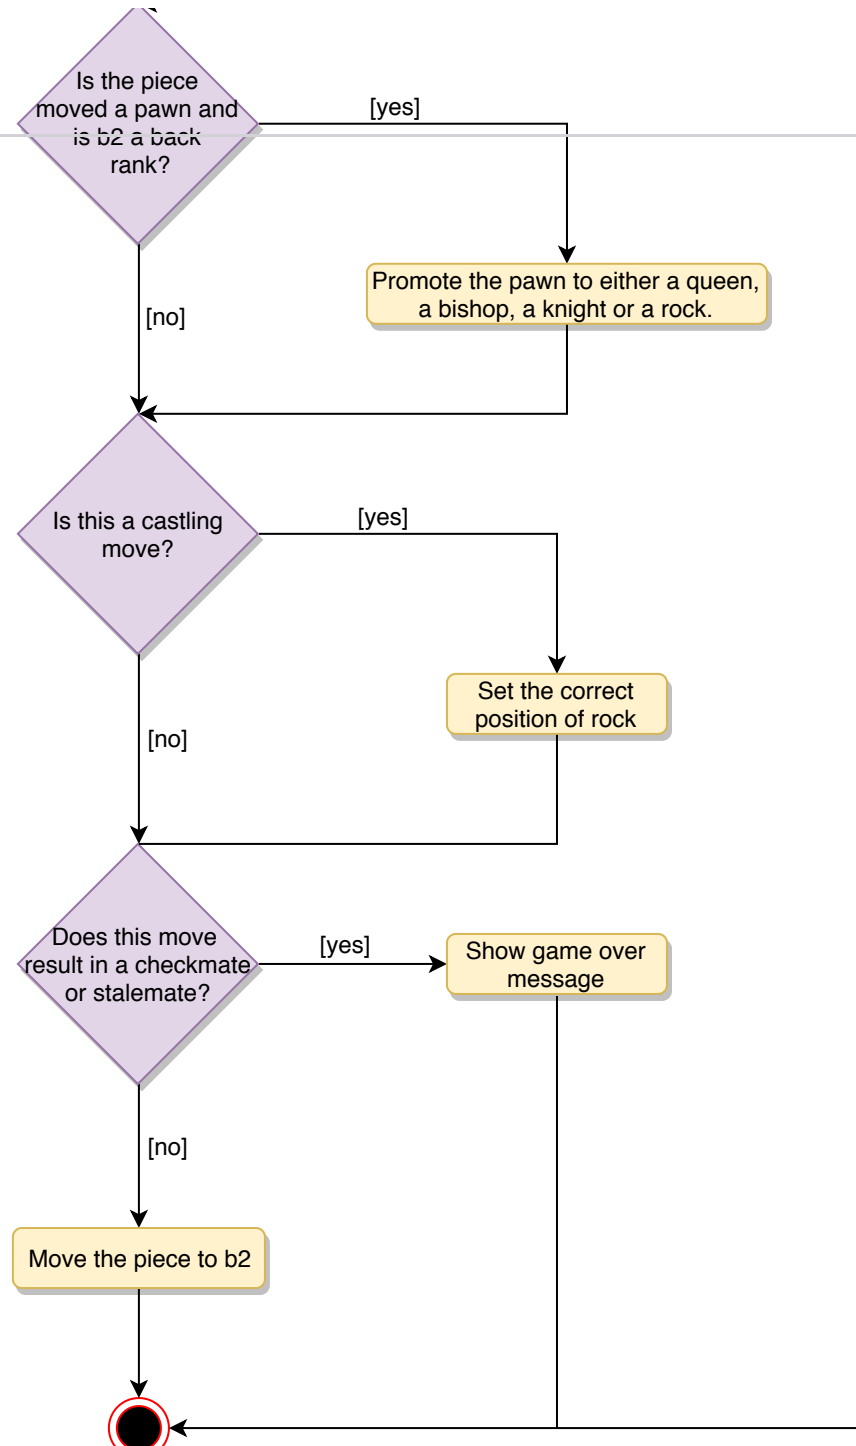 Is the piece
moved a pawn and
is b2 a back
rank?
[yes]
Promote the pawn to either a queen,
a bishop, a knight or a rock.
[no]
Is this a castling
move?
[yes]
Set the correct
position of rock
[no]
Does this move
result in a checkmate
or stalemate?
[yes]
Show game over
message
[no]
Move the piece to b2